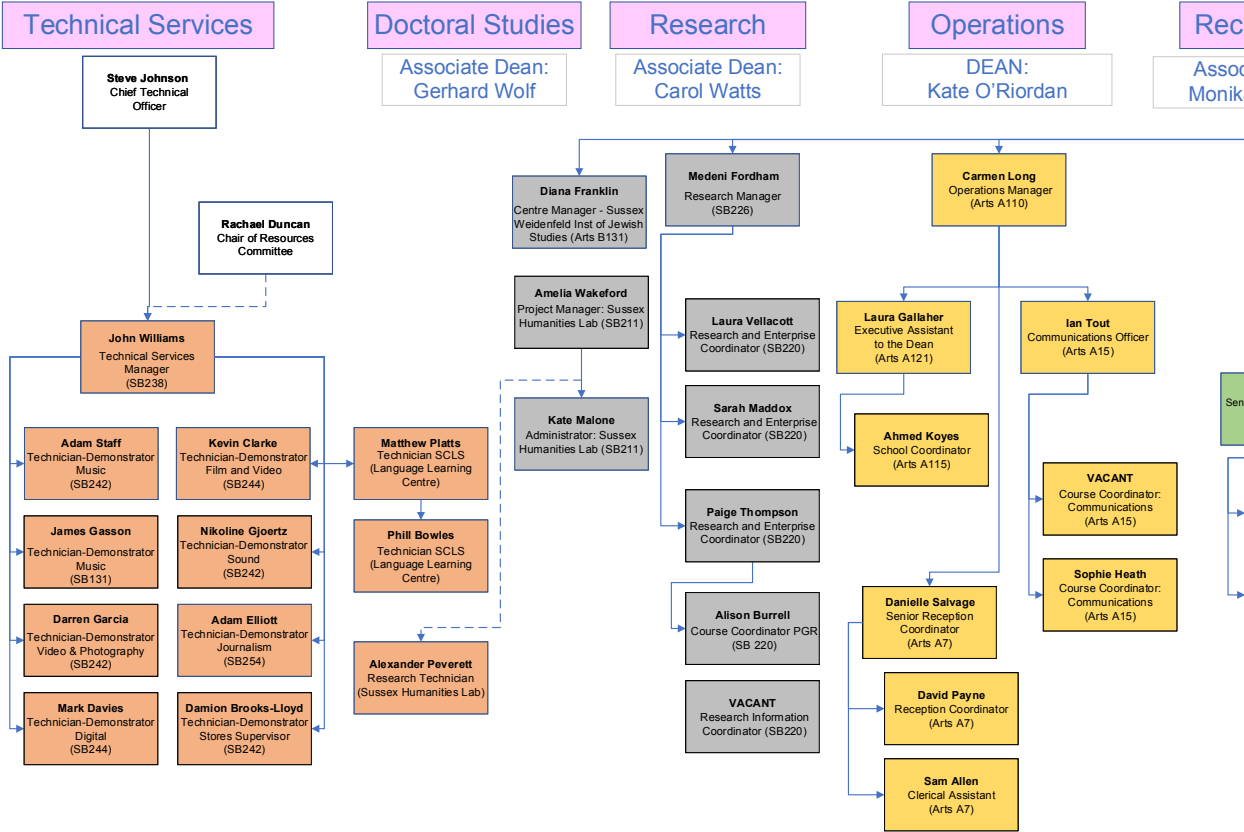 Technical Services
Doctoral Studies
Research
Operations
Rec
Associate Dean:
Gerhard Wolf
Associate Dean:
Carol Watts
DEAN:
Kate O'Riordan
Assoc
Monika
Steve Johnson
Chief Technical
Officer
Rachael Duncan
Chair of Resources
Committee
John Williams
Technical Services
Manager
(SB238)
Adam Staff
Technician-Demonstrator
Music
(SB242)
James Gasson
Technician-Demonstrator
Music
(SB131)
Darren Garcia
Technician-Demonstrator
Video & Photography
(SB242)
Mark Davies
Technician-Demonstrator
Digital
(SB244)
Kevin Clarke
Technician-Demonstrator
Film and Video
(SB244)
Nikoline Gjoertz
Technician-Demonstrator
Sound
(SB242)
Adam Elliott
Technician-Demonstrator
Journalism
(SB254)
Damion Brooks-Lloyd
Technician-Demonstrator
Stores Supervisor
(SB242)
Matthew Platts
Technician SCLS
(Language Learning
Centre)
Phill Bowles
Technician SCLS
(Language Learning
Centre)
Alexander Peverett
Research Technician
(Sussex Humanities Lab)
Diana Franklin
Centre Manager - Sussex
Weidenfeld Inst of Jewish
Studies (Arts B131)
Amelia Wakeford
Project Manager: Sussex
Humanities Lab (SB211)
Kate Malone
Administrator: Sussex
Humanities Lab (SB211)
Medeni Fordham
Research Manager
(SB226)
Laura Vellacott
Research and Enterprise
Coordinator (SB220)
Sarah Maddox
Research and Enterprise
Coordinator (SB220)
Paige Thompson
Research and Enterprise
Coordinator (SB220)
Alison Burrell
Course Coordinator PGR
(SB 220)
VACANT
Research Information
Coordinator (SB220)
Carmen Long
Operations Manager
(Arts A110)
Laura Gallaher
Executive Assistant
to the Dean
(Arts A121)
Ahmed Koyes
School Coordinator
(Arts A115)
Ian Tout
Communications Officer
(Arts A15)
VACANT
Course Coordinator:
Communications
(Arts A15)
Sophie Heath
Course Coordinator:
Communications
(Arts A15)
Danielle Salvage
Senior Reception
Coordinator
(Arts A7)
David Payne
Reception Coordinator
(Arts A7)
Sam Allen
Clerical Assistant
(Arts A7)
Sen